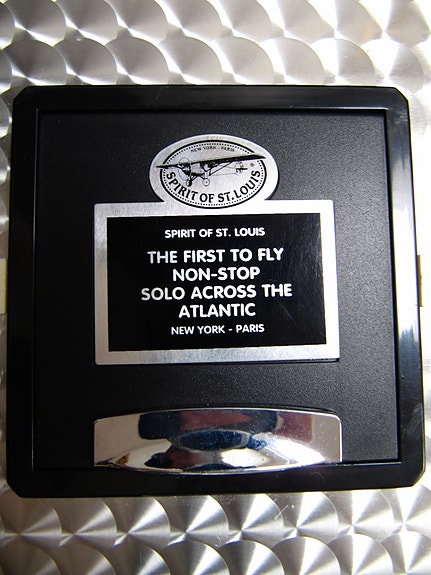 NEW YORK - PARIS
SPIRIT OF ST. LOUIS
SPIRIT OF ST. LOUIS
THE FIRST TO FLY
NON-STOP
SOLO ACROSS THE
ATLANTIC
NEW YORK - PARIS